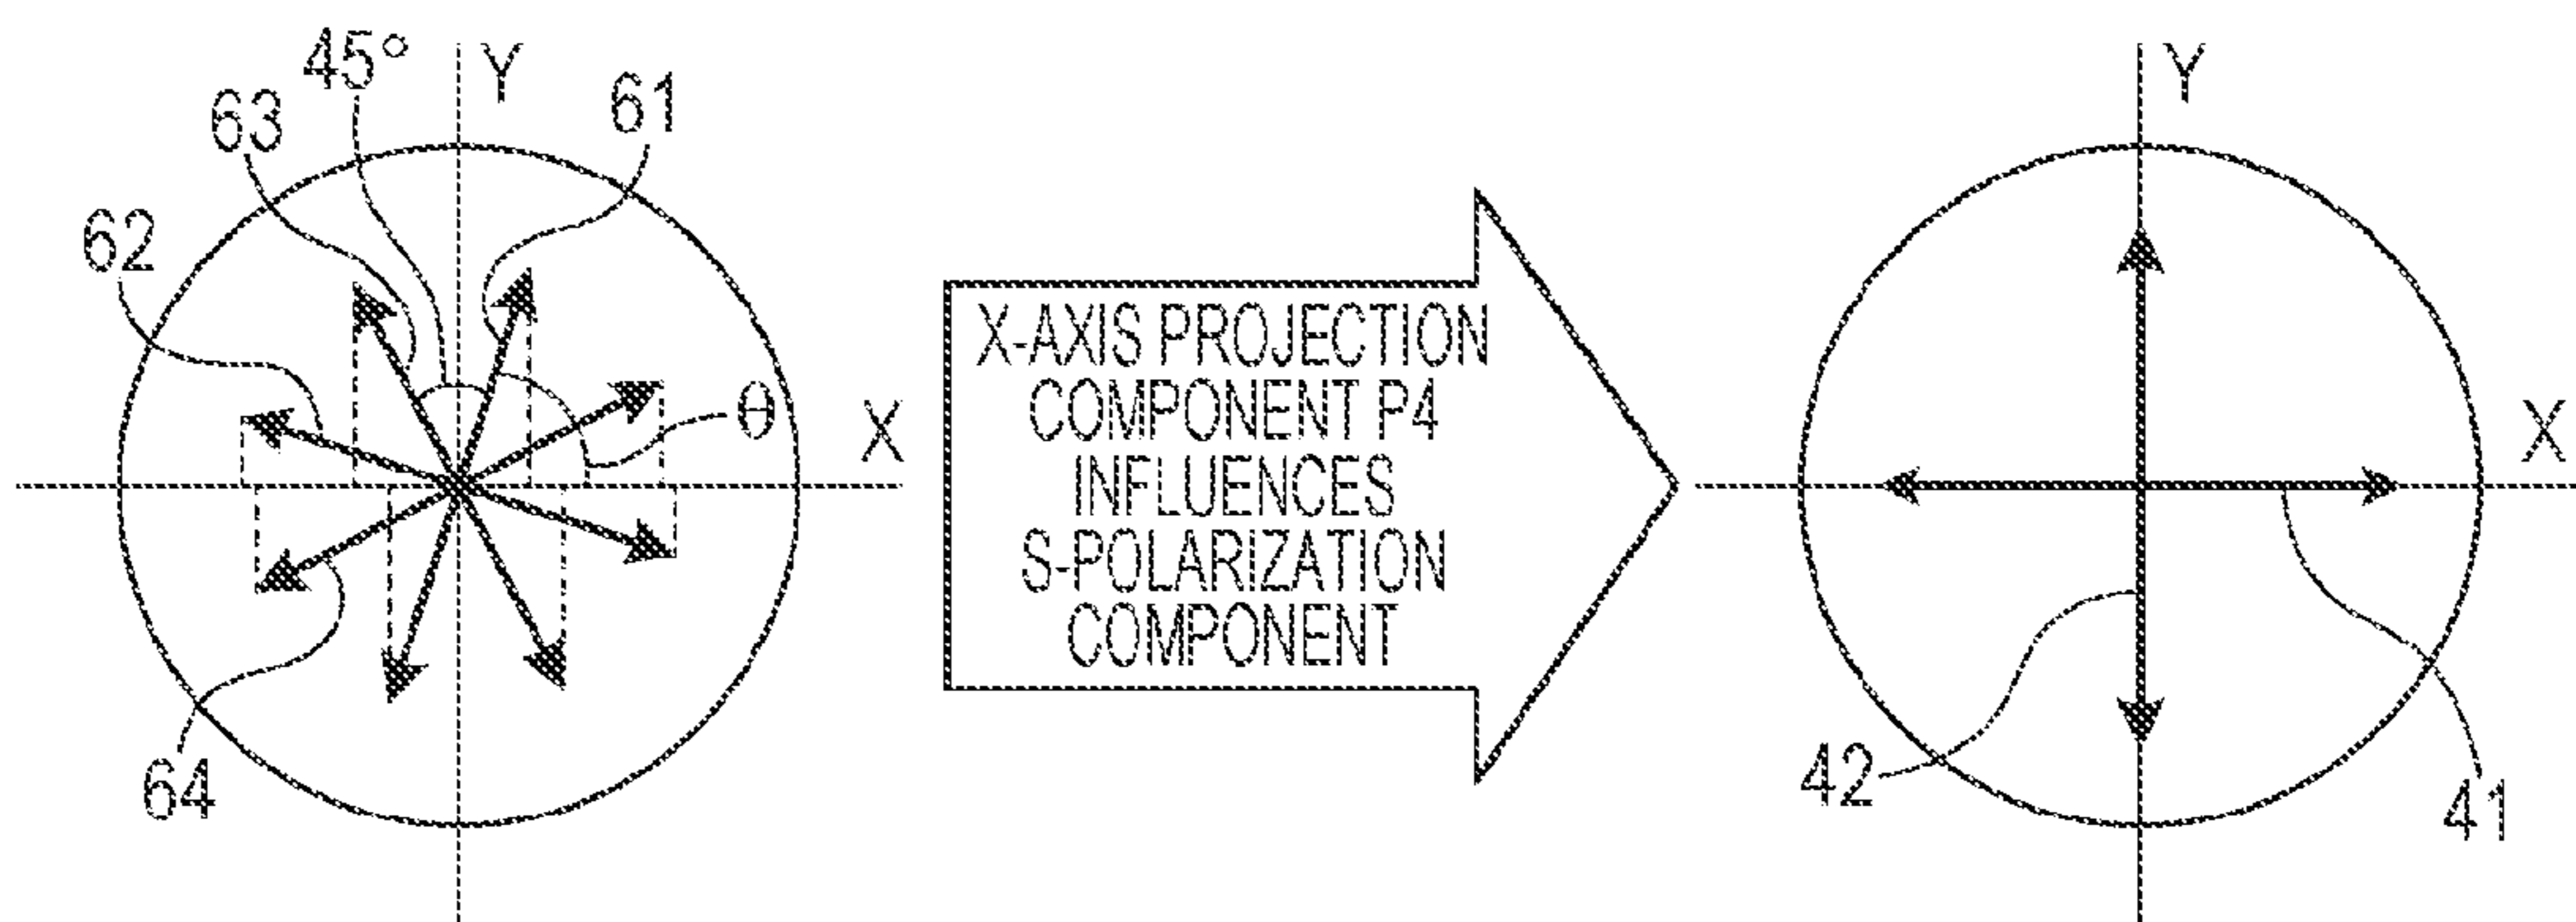 45°
Y
61
63
62
θ
X
64
X-AXIS PROJECTION
COMPONENT P4
INFLUENCES
S-POLARIZATION
COMPONENT
Y
X
42
41